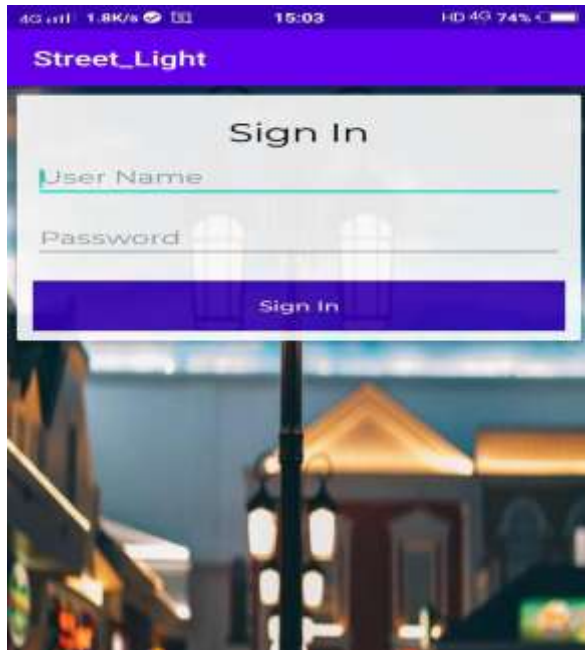 4G 1.8K/s 15:03 HD 4G 74%
Street_Light
Sign In
User Name
Password
Sign In